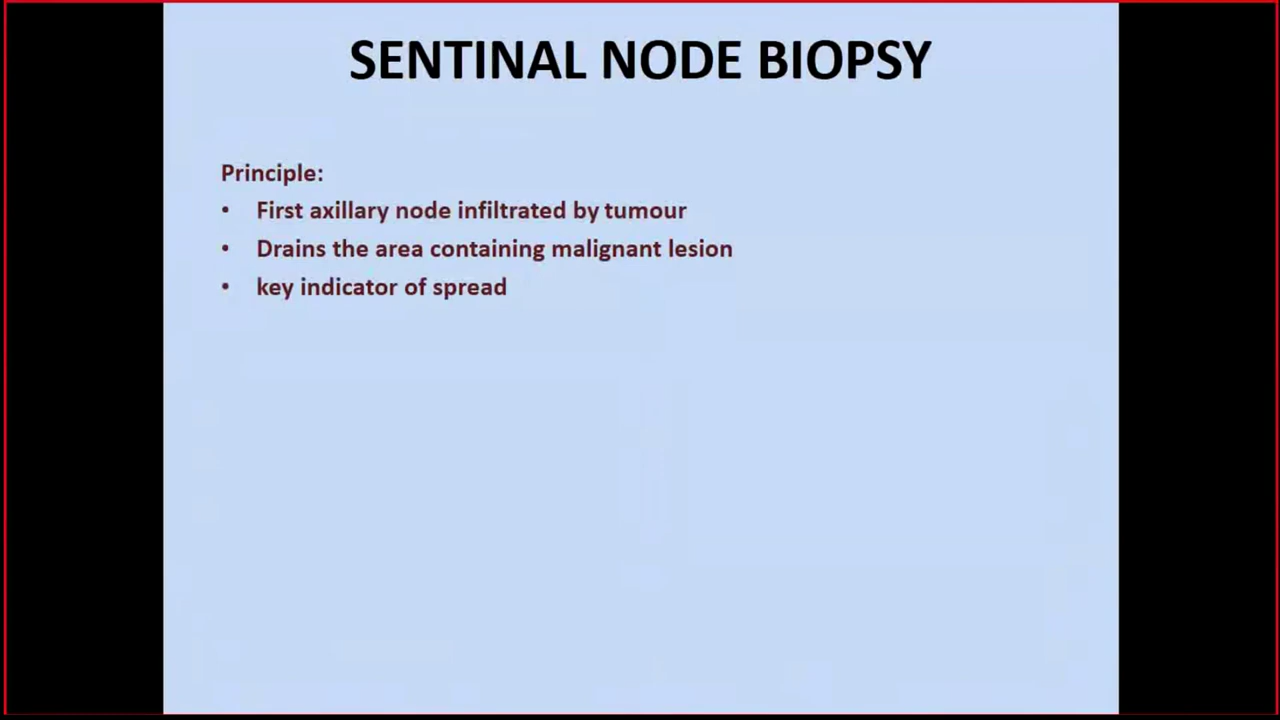 SENTINAL NODE BIOPSY
Principle:
• First axillary node infiltrated by tumour
• Drains the area containing malignant lesion
• key indicator of spread